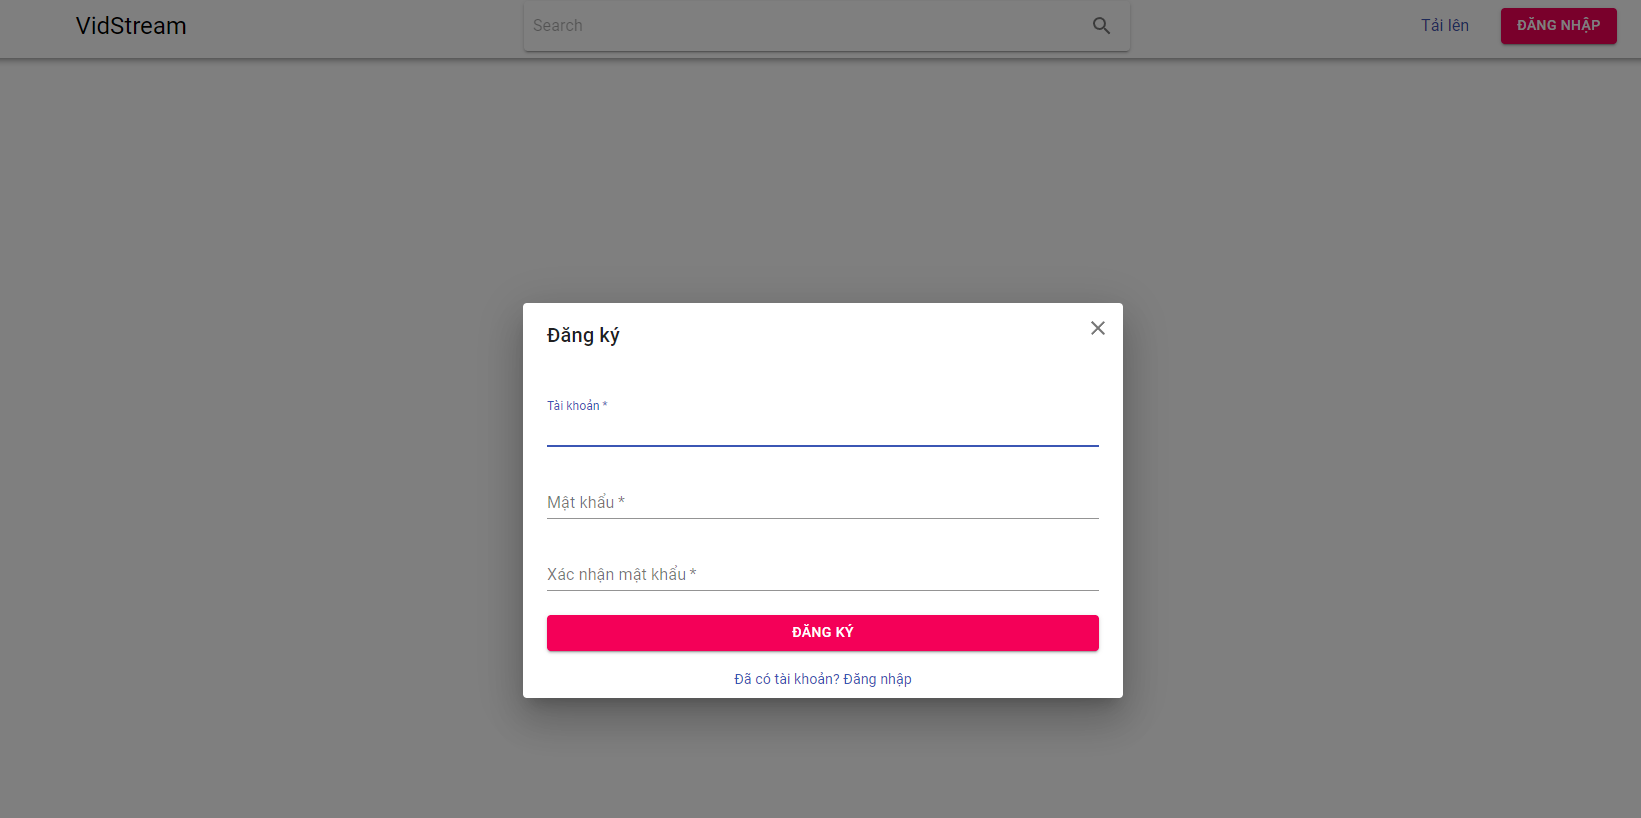 VidStream
Search
Tải lên
ĐĂNG NHẬP
Đăng ký
Tài khoản *
Mật khẩu *
Xác nhận mật khẩu *
ĐĂNG KÝ
Đã có tài khoản? Đăng nhập